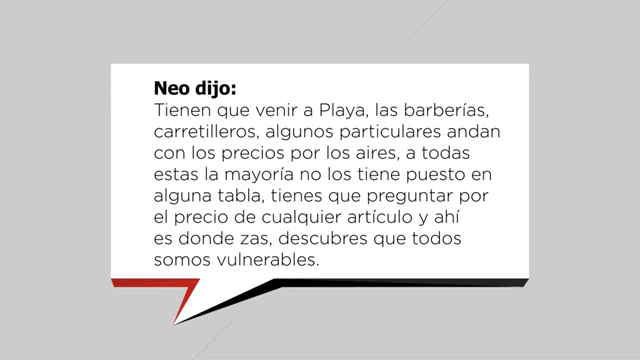 Neo dijo:
Tienen que venir a Playa, las barberías,
carretilleros, algunos particulares andan
con los precios por los aires, a todas
estas la mayoría no los tiene puesto en
alguna tabla, tienes que preguntar por
el precio de cualquier artículo y ahí
es donde zas, descubres que todos
somos vulnerables.